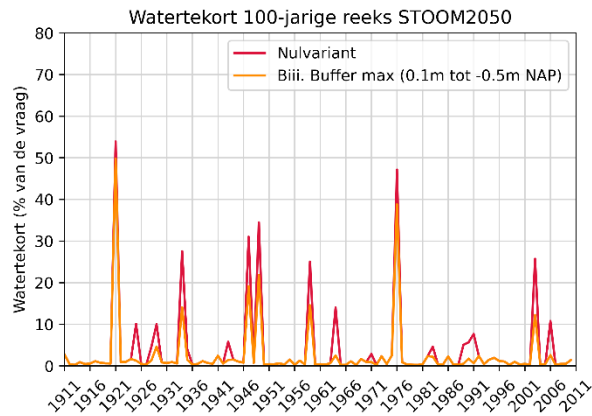 Watertekort 100-jarige reeks STOOM2050
Nulvariant
Biii. Buffer max (0.1m tot -0.5m NAP)
Watertekort (% van de vraag)
80
70
60
50
40
30
20
10
0
1911 1916 1921 1926 1931 1936 1941 1946 1951 1956 1961 1966 1971 1976 1981 1986 1991 1996 2001 2006 2011